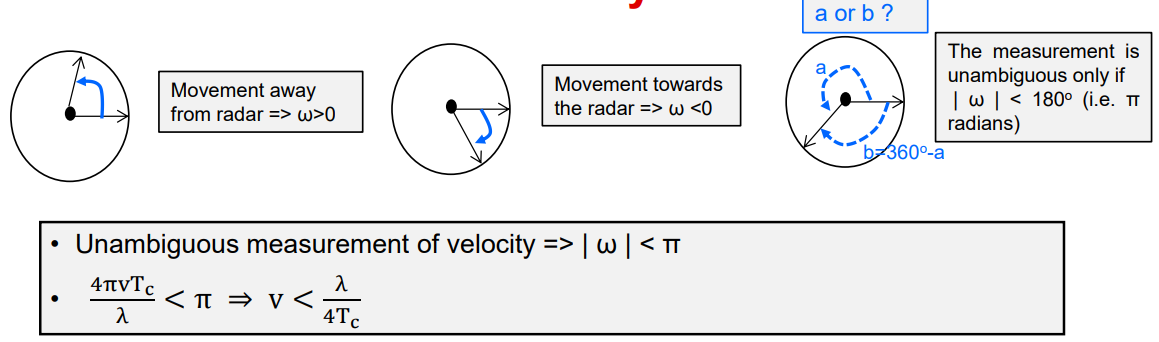 a or b ?
Movement away
from radar => ω>0
Movement towards
the radar => ω <0
a
b=360º-a
The measurement is
unambiguous only if
| ω | < 180º (i.e. π
radians)
• Unambiguous measurement of velocity => | ω | < π
• 4πvTc/λ < π ⇒ v < λ/4Tc